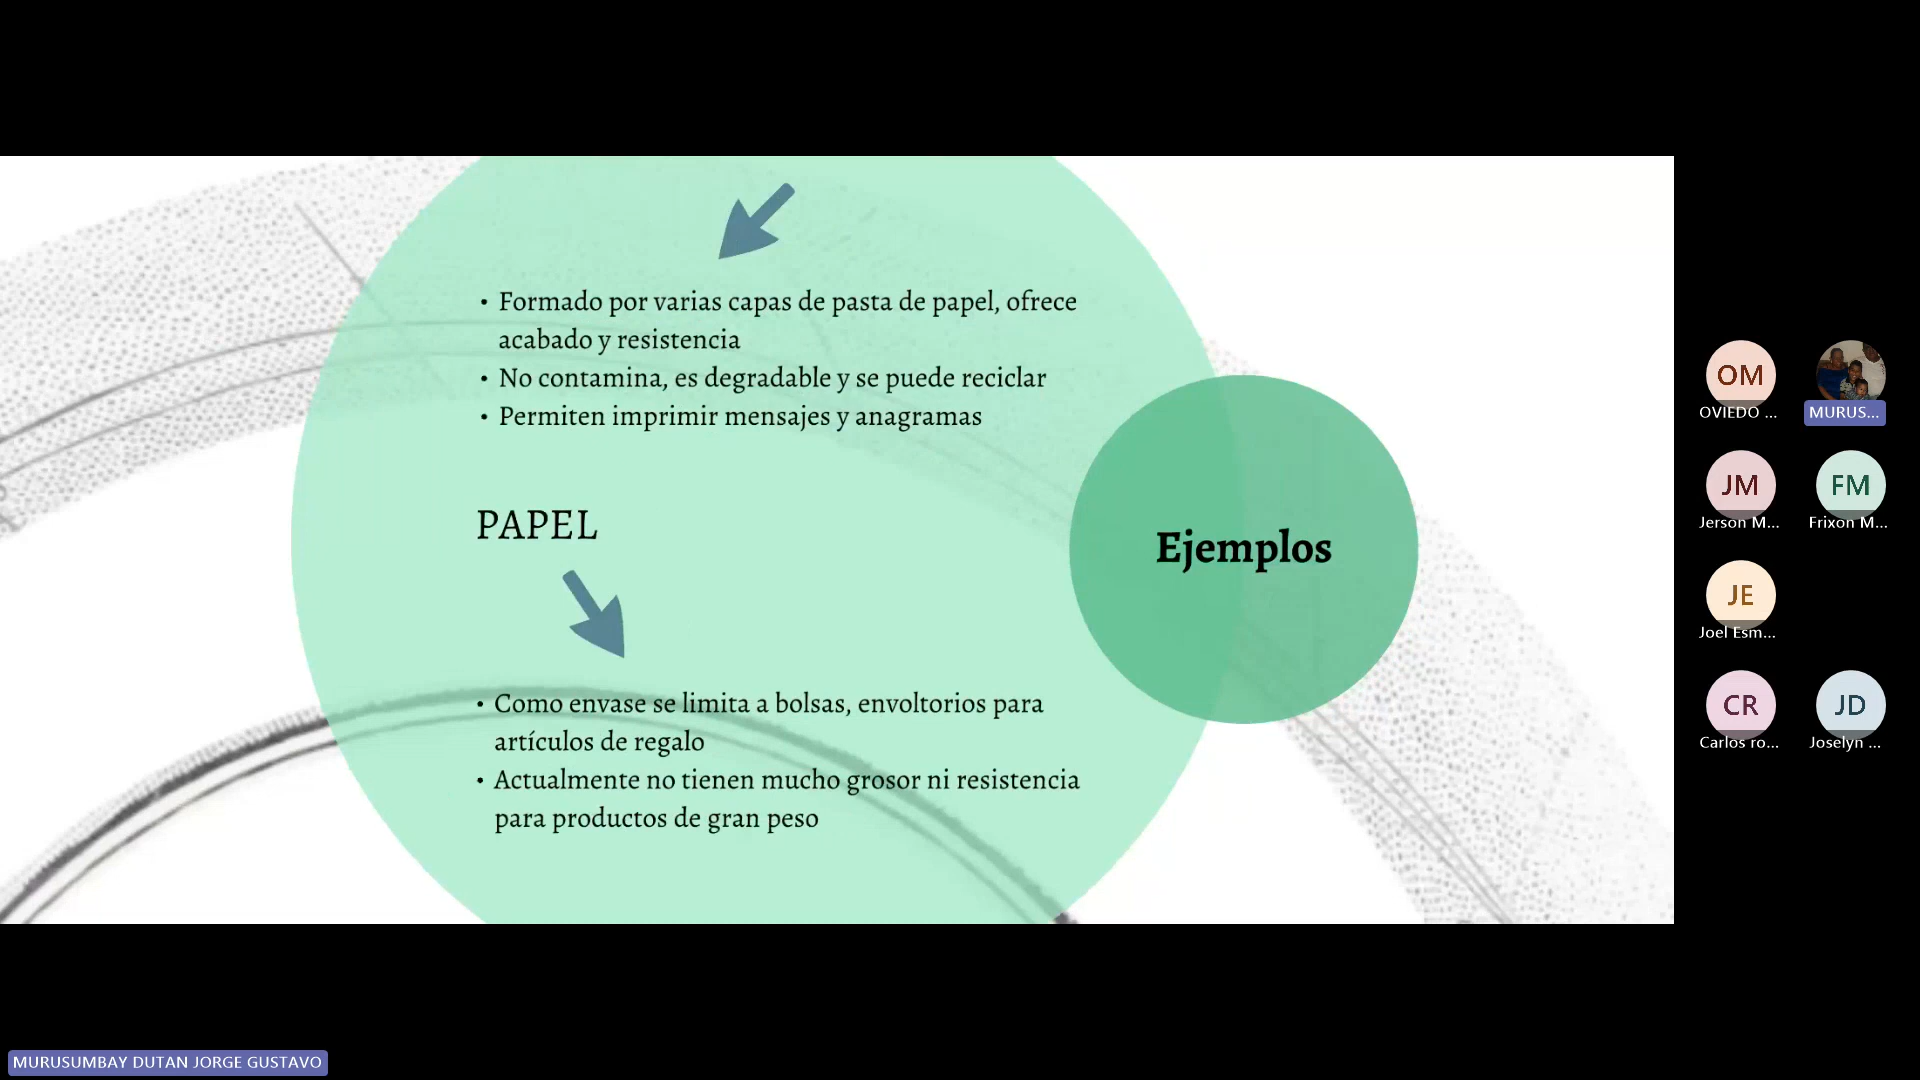 • Formado por varias capas de pasta de papel, ofrece
acabado y resistencia
• No contamina, es degradable y se puede reciclar
• Permiten imprimir mensajes y anagramas
PAPEL
• Como envase se limita a bolsas, envoltorios para
artículos de regalo
• Actualmente no tienen mucho grosor ni resistencia
para productos de gran peso
Ejemplos
OM
OVIEDO ...
MURUS...
JM
Jerson M...
FM
Frixon M...
JE
Joel Esm...
CR
Carlos ro...
JD
Joselyn ...
MURUSUMBAY DUTAN JORGE GUSTAVO